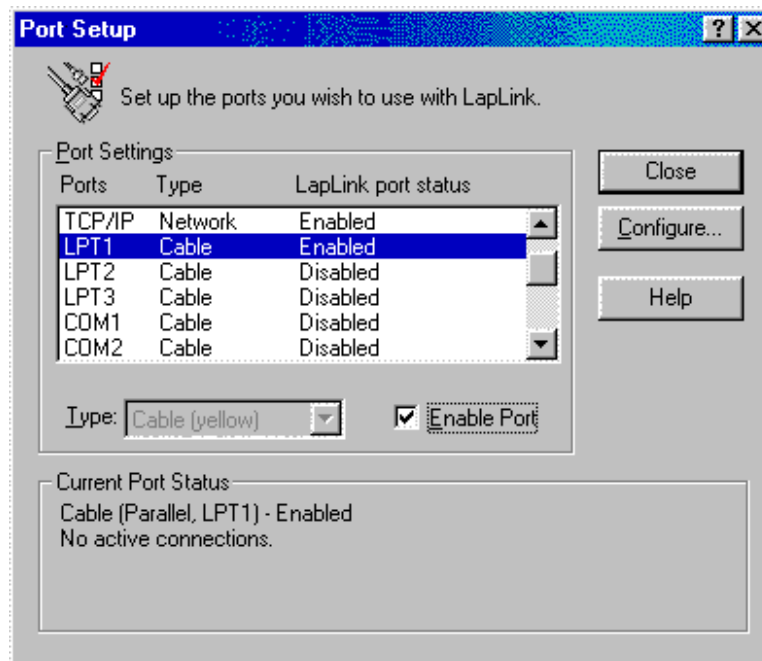 Port Setup
Set up the ports you wish to use with LapLink.
Port Settings
Ports Type LapLink port status
TCP/IP Network Enabled
LPT1 Cable Enabled
LPT2 Cable Disabled
LPT3 Cable Disabled
COM1 Cable Disabled
COM2 Cable Disabled
Type: Cable (yellow) Enable Port
Close
Configure...
Help
Current Port Status
Cable (Parallel, LPT1) - Enabled
No active connections.